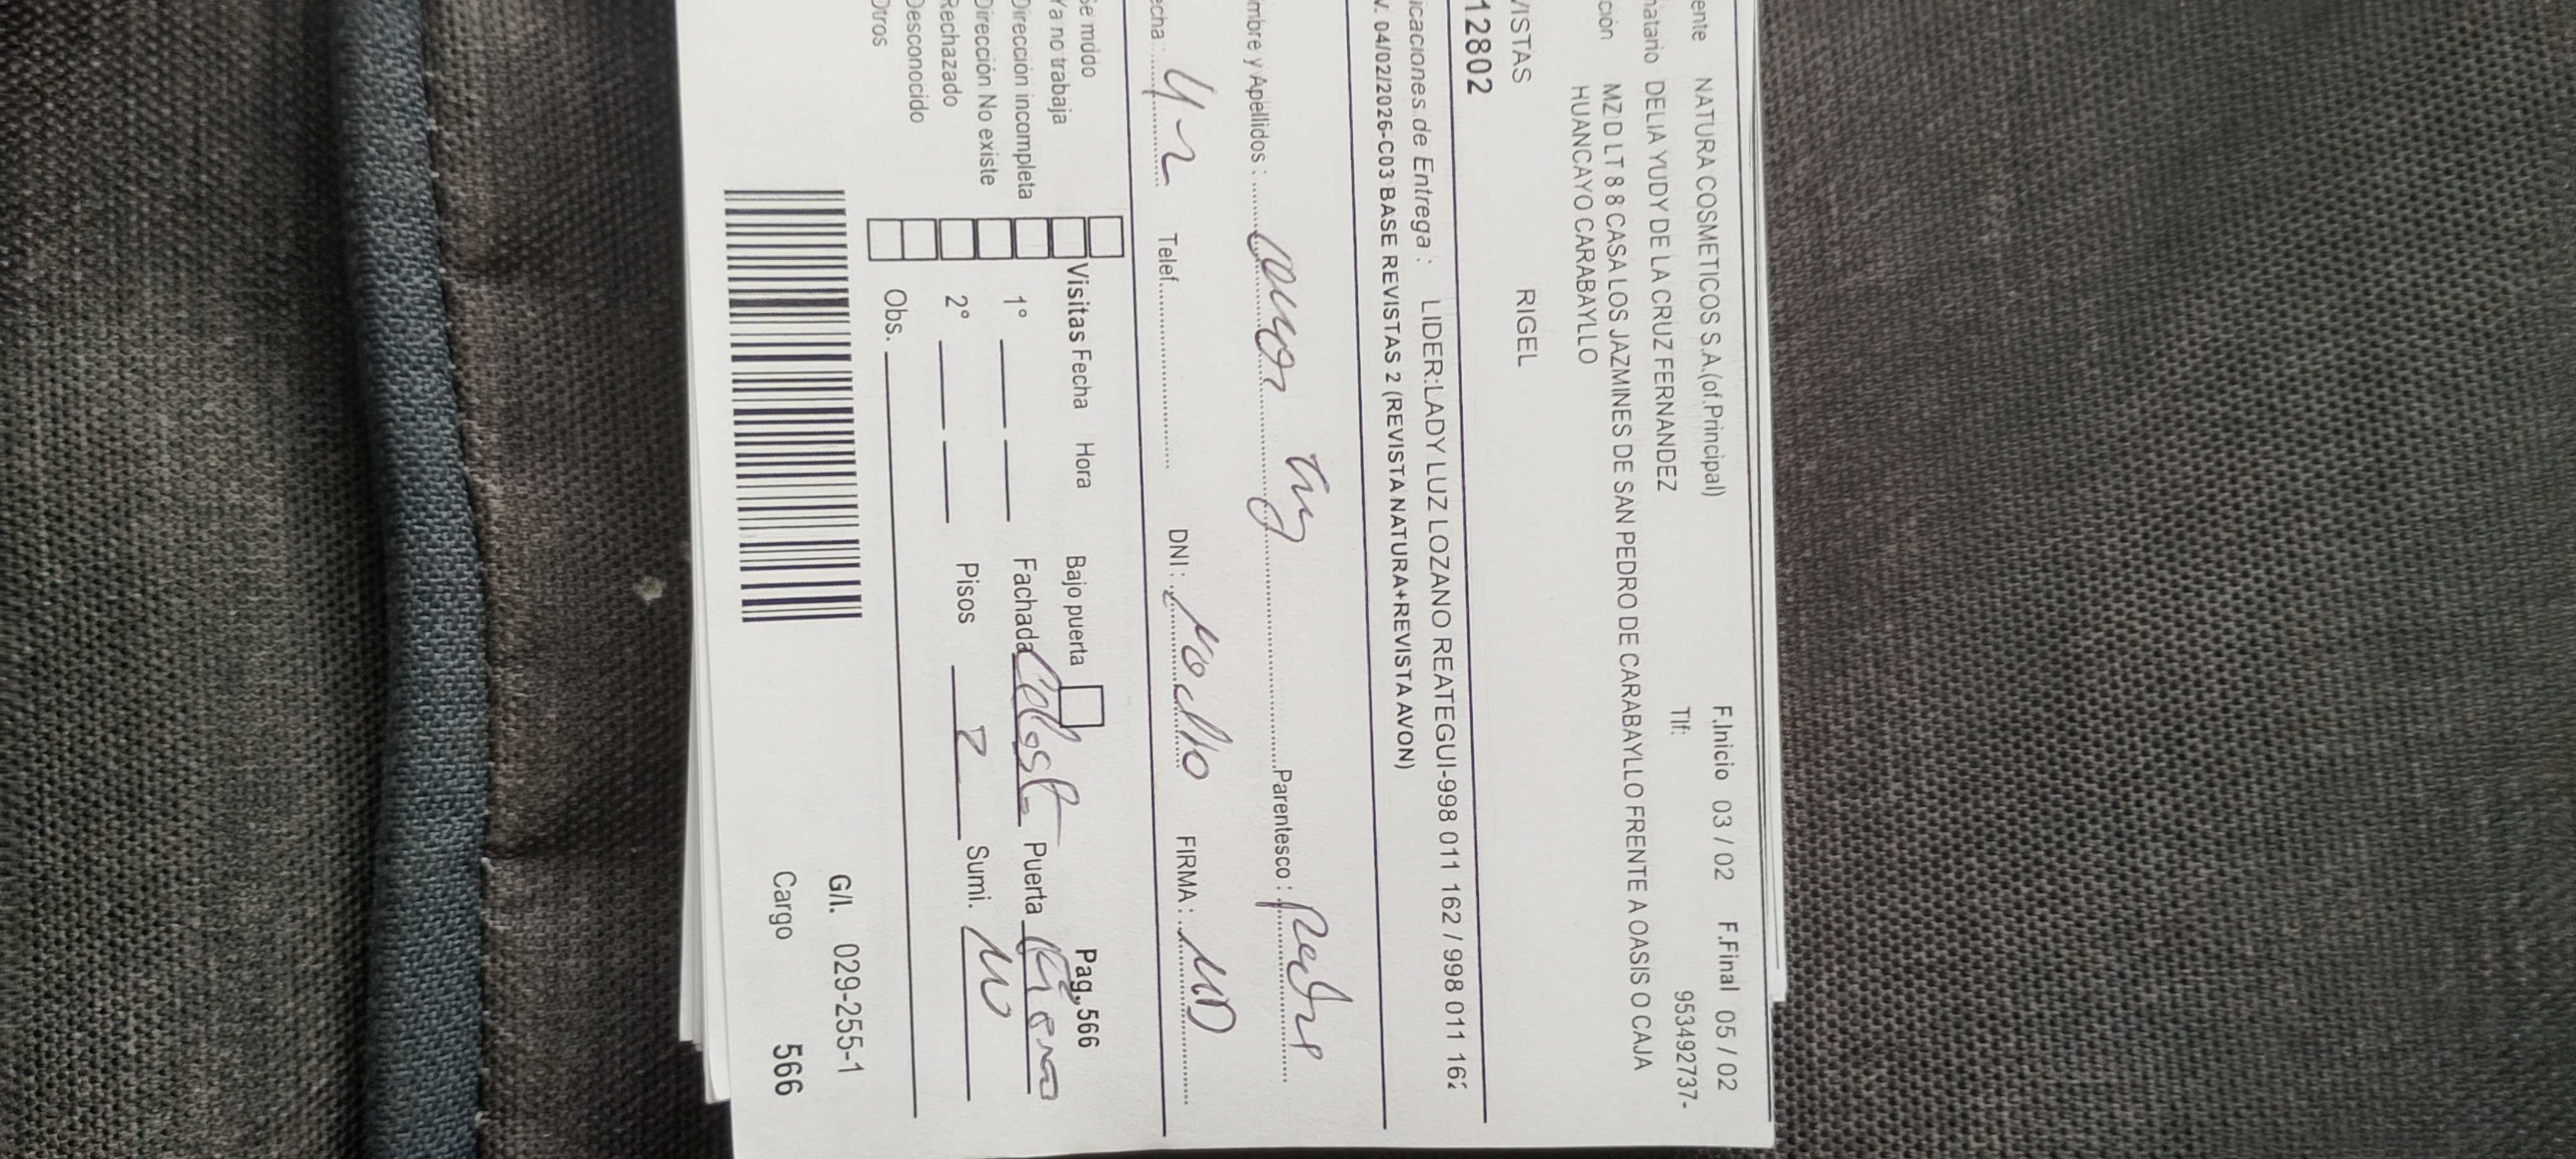 ente NATURA COSMETICOS S.A.(of.Principal) F.Inicio 03 / 02 F.Final 05 / 02
natario DELIA YUDY DE LA CRUZ FERNANDEZ Tlf: 953492737-
ción MZ D LT 8 8 CASA LOS JAZMINES DE SAN PEDRO DE CARABAYLLO FRENTE A OASIS O CAJA
HUANCAYO CARABAYLLO
VISTAS RIGEL
12802
icaciones de Entrega : LIDER:LADY LUZ LOZANO REATEGUI-998 011 162 / 998 011 162
V. 04/02/2026-C03 BASE REVISTAS 2 (REVISTA NATURA+REVISTA AVON)
mbre y Apellidos : Parentesco : Padre
echa : 4-2 Telef. DNI : FIRMA :
Se mudo Visitas Fecha Hora Bajo puerta Pag. 566
Ya no trabaja
Dirección incompleta 1° Fachada Puerta
Dirección No existe
Rechazado 2° Pisos 2 Sumi.
Desconocido
Otros Obs.
G/I. 029-255-1
Cargo 566